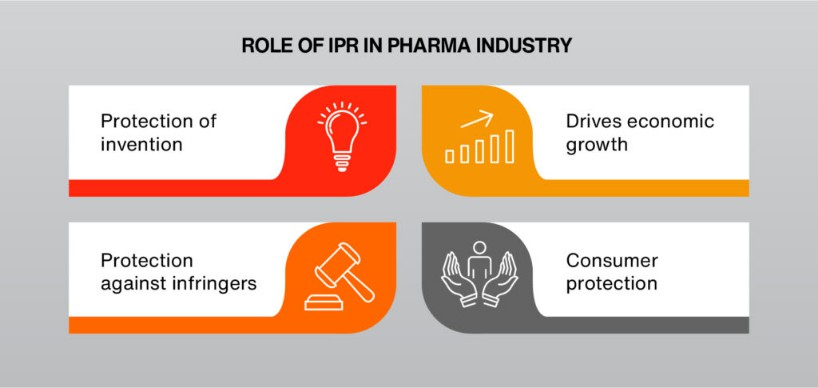 ROLE OF IPR IN PHARMA INDUSTRY
Protection of
invention
Drives economic
growth
Protection
against infringers
Consumer
protection